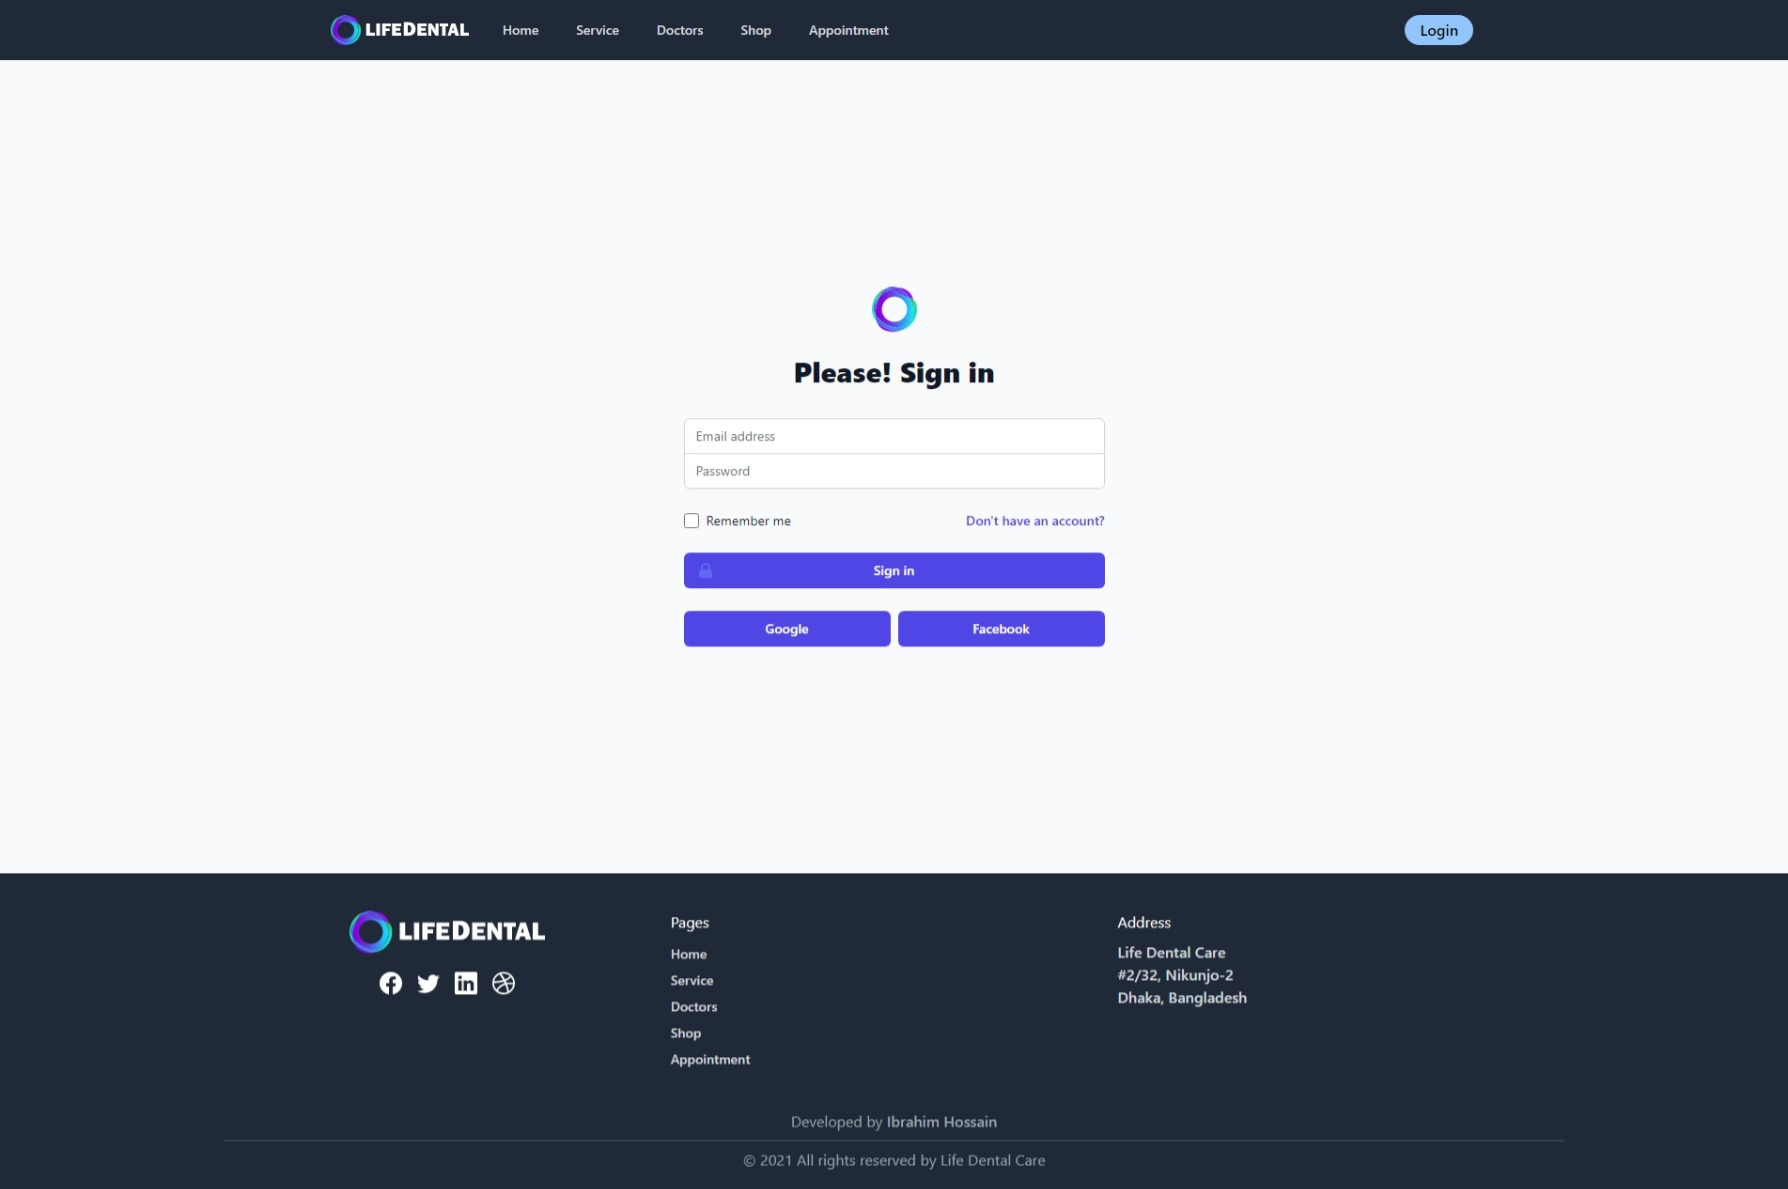 LIFEDENTAL
Home
Service
Doctors
Shop
Appointment
Login
Please! Sign in
Email address
Password
Remember me
Don't have an account?
Sign in
Google
Facebook
LIFEDENTAL
Pages
Home
Service
Doctors
Shop
Appointment
Address
Life Dental Care
#2/32, Nikunjo-2
Dhaka, Bangladesh
Developed by Ibrahim Hossain
© 2021 All rights reserved by Life Dental Care